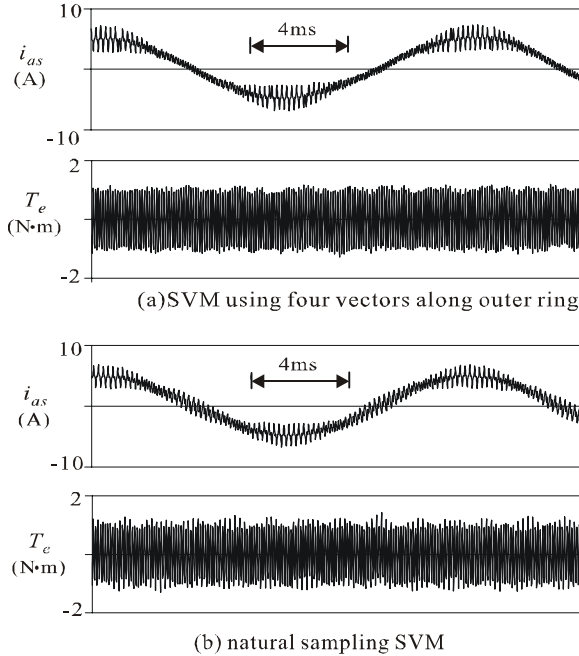 10
4ms
i_as
(A)
-10
2
T_e
(N•m)
-2
(a)SVM using four vectors along outer ring
10
4ms
i_as
(A)
-10
2
T_e
(N•m)
-2
(b) natural sampling SVM